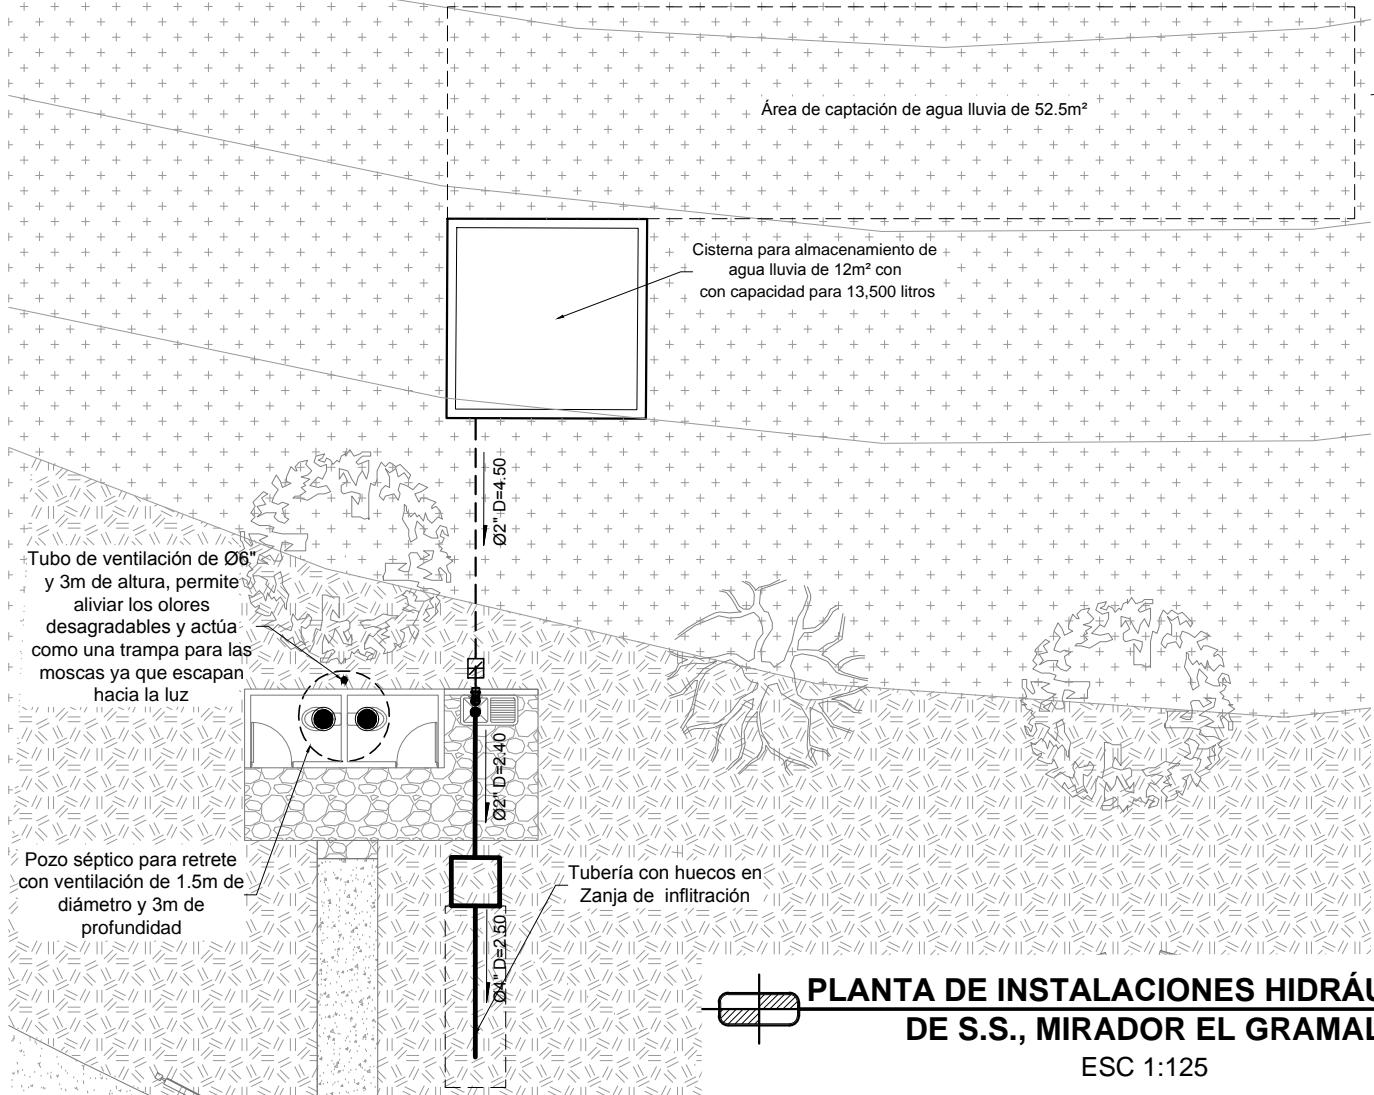 Área de captación de agua lluvia de 52.5m²
Cisterna para almacenamiento de
agua lluvia de 12m² con
con capacidad para 13,500 litros
Ø2" D=4.50
Tubo de ventilación de Ø6"
y 3m de altura, permite
aliviar los olores
desagradables y actúa
como una trampa para las
moscas ya que escapan
hacia la luz
Ø2" D=2.40
Pozo séptico para retrete
con ventilación de 1.5m de
diámetro y 3m de
profundidad
Tubería con huecos en
Zanja de inflitración
Ø4" D=2.50
PLANTA DE INSTALACIONES HIDRÁU
DE S.S., MIRADOR EL GRAMAL
ESC 1:125